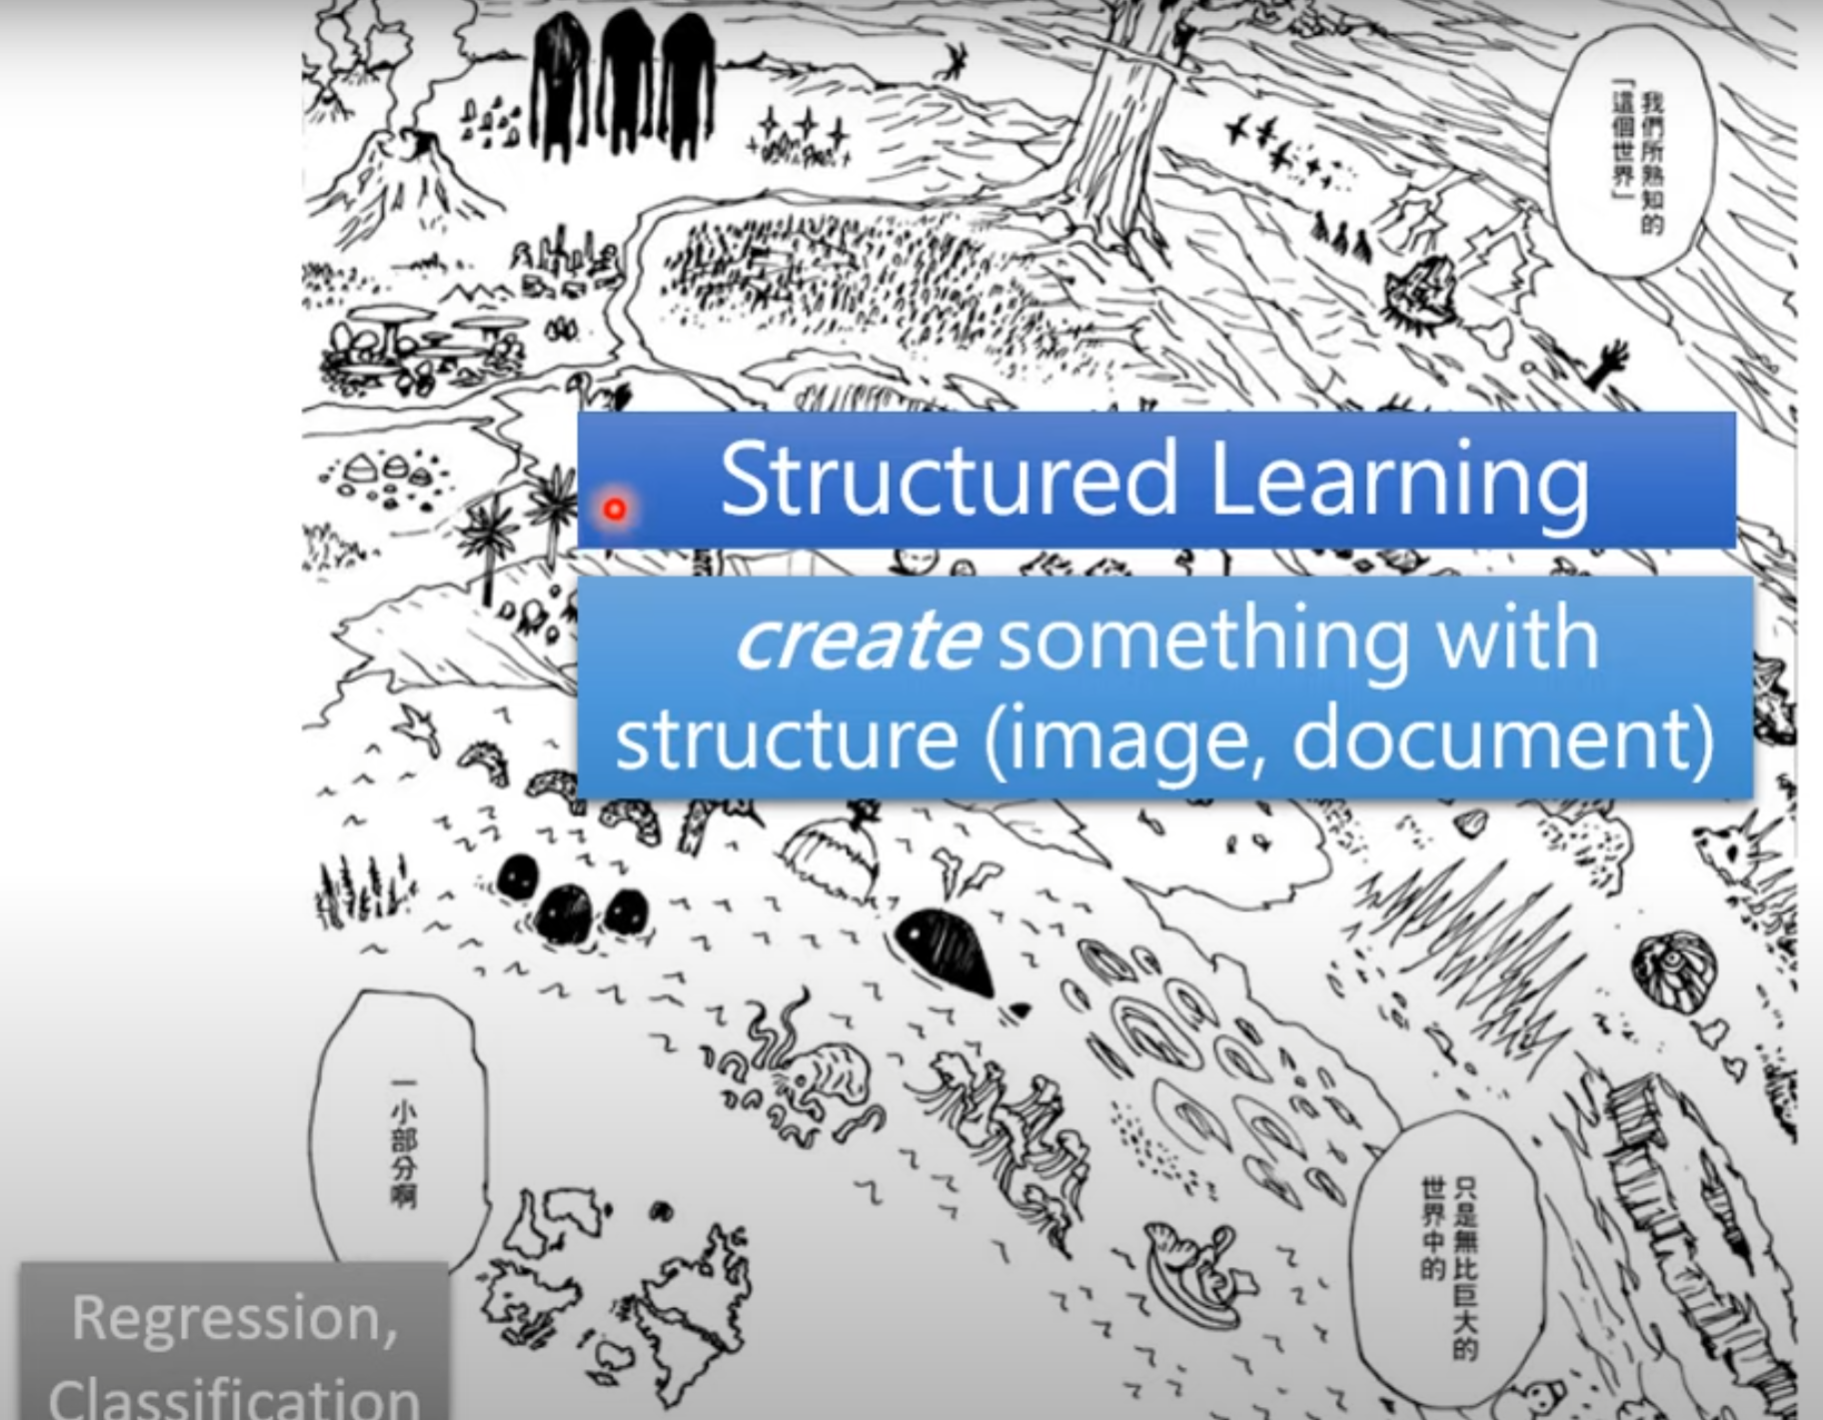 我們所熟知的
「這個世界」
Structured Learning
create something with
structure (image, document)
只是無比巨大的
世界中的
一小部分啊
Regression,
Classification